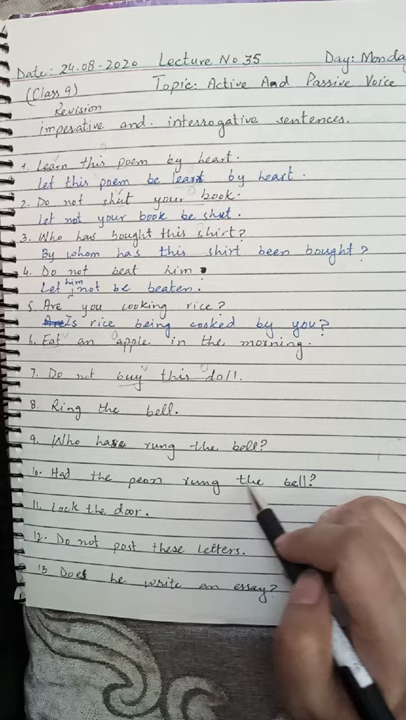 Date: 24.08-2020 Lecture No 35 Day: Monday
(Class 9) Topic: Active And Passive Voice
Revision
imperative and interrogative sentences.
1. Learn this poem by heart.
Let this poem be learnt by heart.
2. Do not shut your book.
Let not your book be shut.
3. Who has bought this shirt?
By whom has this shirt been bought?
4. Do not beat him.
Let him not be beaten.
5. Are you cooking rice?
Is rice being cooked by you?
6. Eat an apple in the morning.
7. Do not buy this doll.
8. Ring the bell.
9. Who has rung the bell?
10. Had the peon rung the bell?
11. Lock the door.
12. Do not post these letters.
13. Does he write an essay?